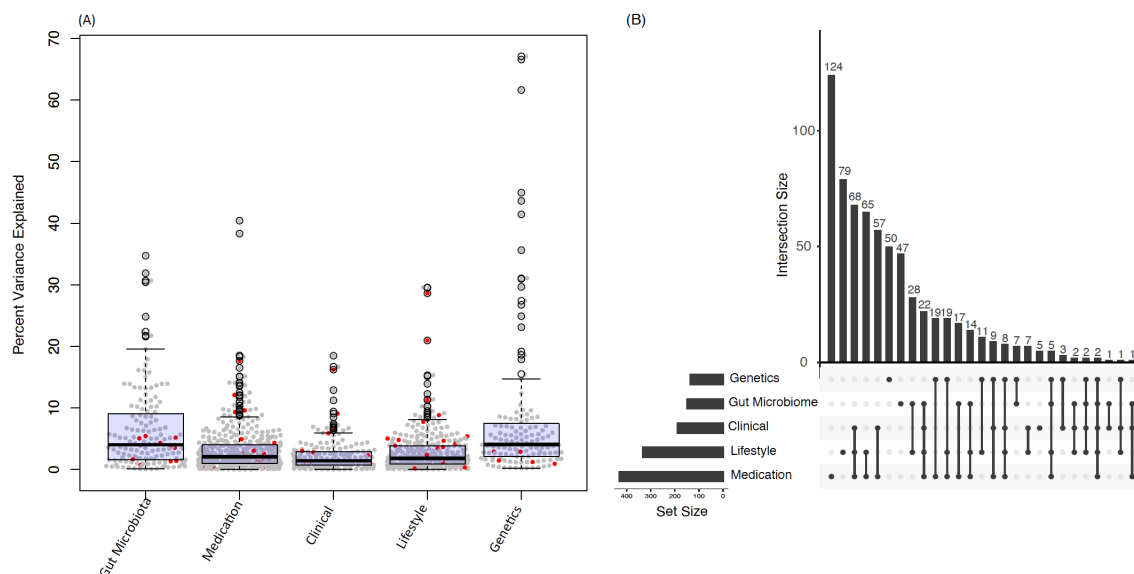 (A)
Percent Variance Explained
70
60
50
40
30
20
10
0
Gut Microbiota
Medication
Clinical
Lifestyle
Genetics
(B)
Intersection Size
100
50
0
124
79
68
65
57
50
47
28
22
19
19
17
14
11
9
8
7
7
5
5
3
2
2
2
1
1
1
Genetics
Gut Microbiome
Clinical
Lifestyle
Medication
400
300
200
100
0
Set Size